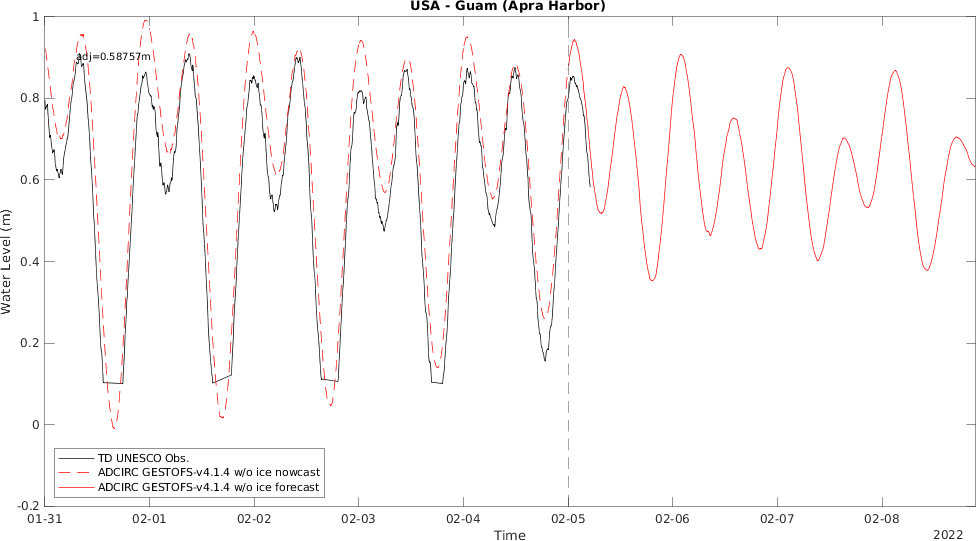 USA - Guam (Apra Harbor)
adj=0.58757m
Water Level (m)
1
0.8
0.6
0.4
0.2
0
-0.2
TD UNESCO Obs.
ADCIRC GESTOFS-v4.1.4 w/o ice nowcast
ADCIRC GESTOFS-v4.1.4 w/o ice forecast
01-31 02-01 02-02 02-03 02-04 02-05 02-06 02-07 02-08
Time
2022